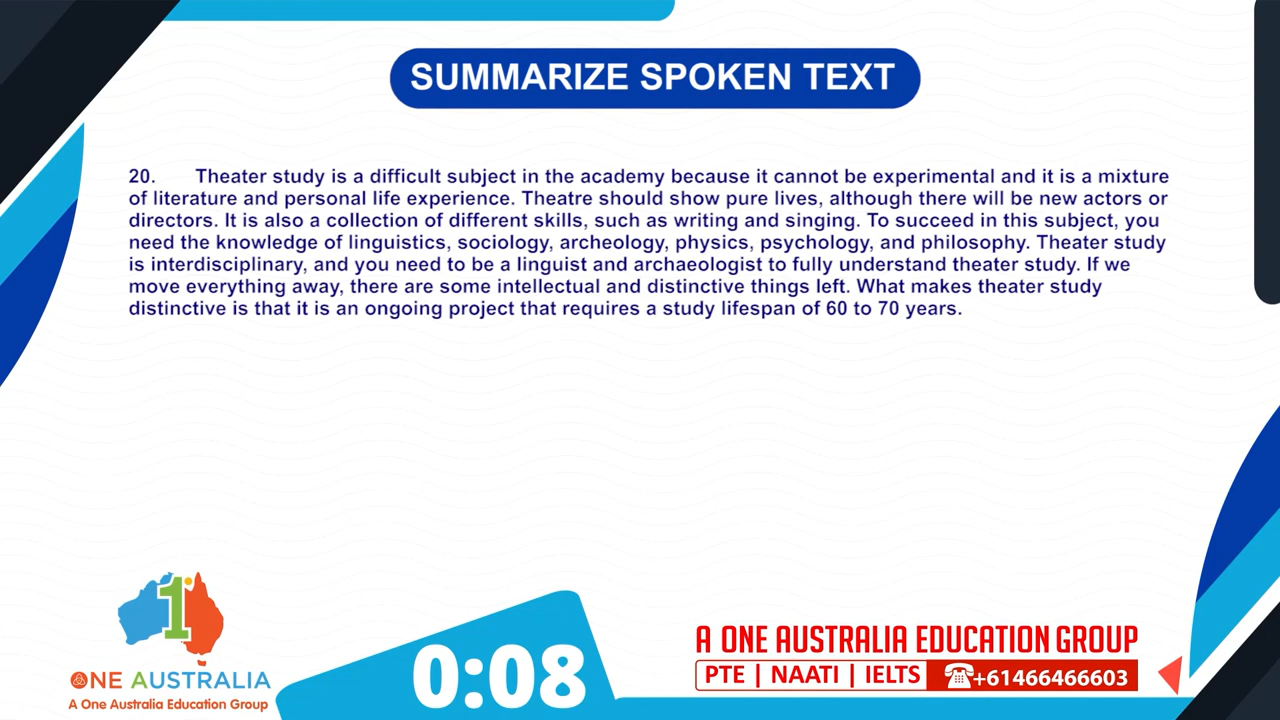 SUMMARIZE SPOKEN TEXT
20. Theater study is a difficult subject in the academy because it cannot be experimental and it is a mixture
of literature and personal life experience. Theatre should show pure lives, although there will be new actors or
directors. It is also a collection of different skills, such as writing and singing. To succeed in this subject, you
need the knowledge of linguistics, sociology, archeology, physics, psychology, and philosophy. Theater study
is interdisciplinary, and you need to be a linguist and archaeologist to fully understand theater study. If we
move everything away, there are some intellectual and distinctive things left. What makes theater study
distinctive is that it is an ongoing project that requires a study lifespan of 60 to 70 years.
1
ONE AUSTRALIA
A One Australia Education Group
0:08
A ONE AUSTRALIA EDUCATION GROUP
PTE | NAATI | IELTS +61466466603